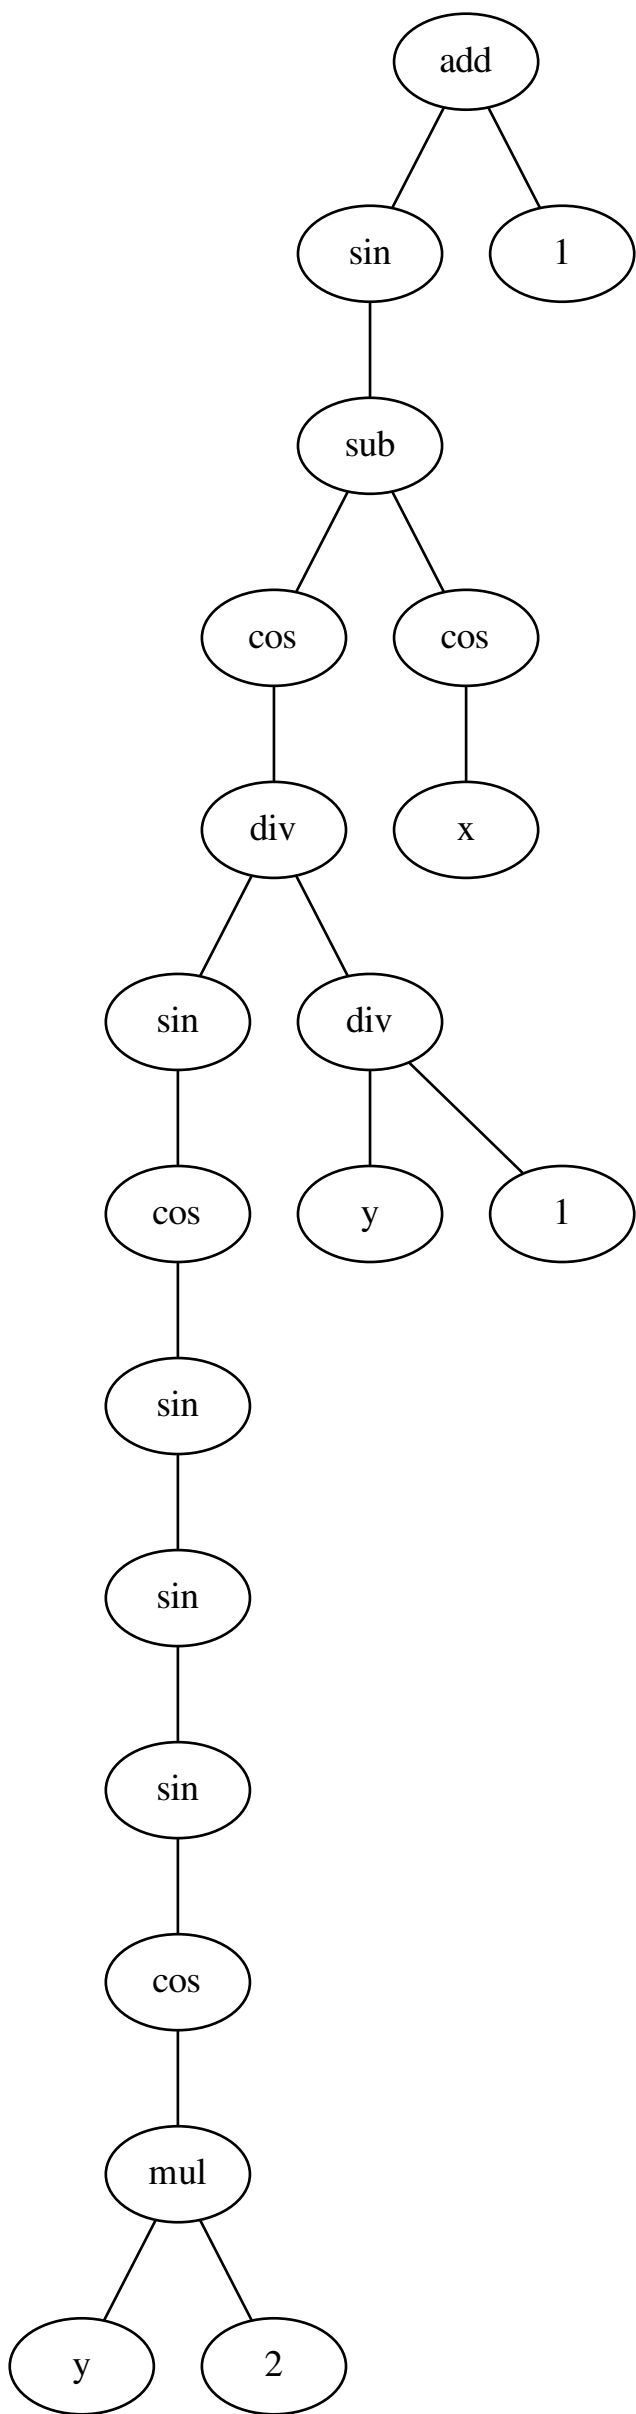 add
sin 1
sub
cos cos
div x
sin div
cos y 1
sin
sin
sin
cos
mul
y 2